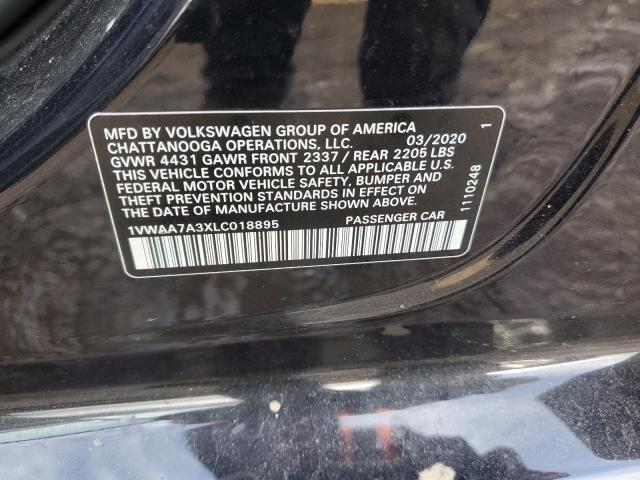 MFD BY VOLKSWAGEN GROUP OF AMERICA
CHATTANOOGA OPERATIONS, LLC. 03/2020 1
GVWR 4431 GAWR FRONT 2337 / REAR 2205 LBS
THIS VEHICLE CONFORMS TO ALL APPLICABLE U.S.
FEDERAL MOTOR VEHICLE SAFETY, BUMPER AND
THEFT PREVENTION STANDARDS IN EFFECT ON
THE DATE OF MANUFACTURE SHOWN ABOVE.
1VWAA7A3XLC018895 PASSENGER CAR
1110248